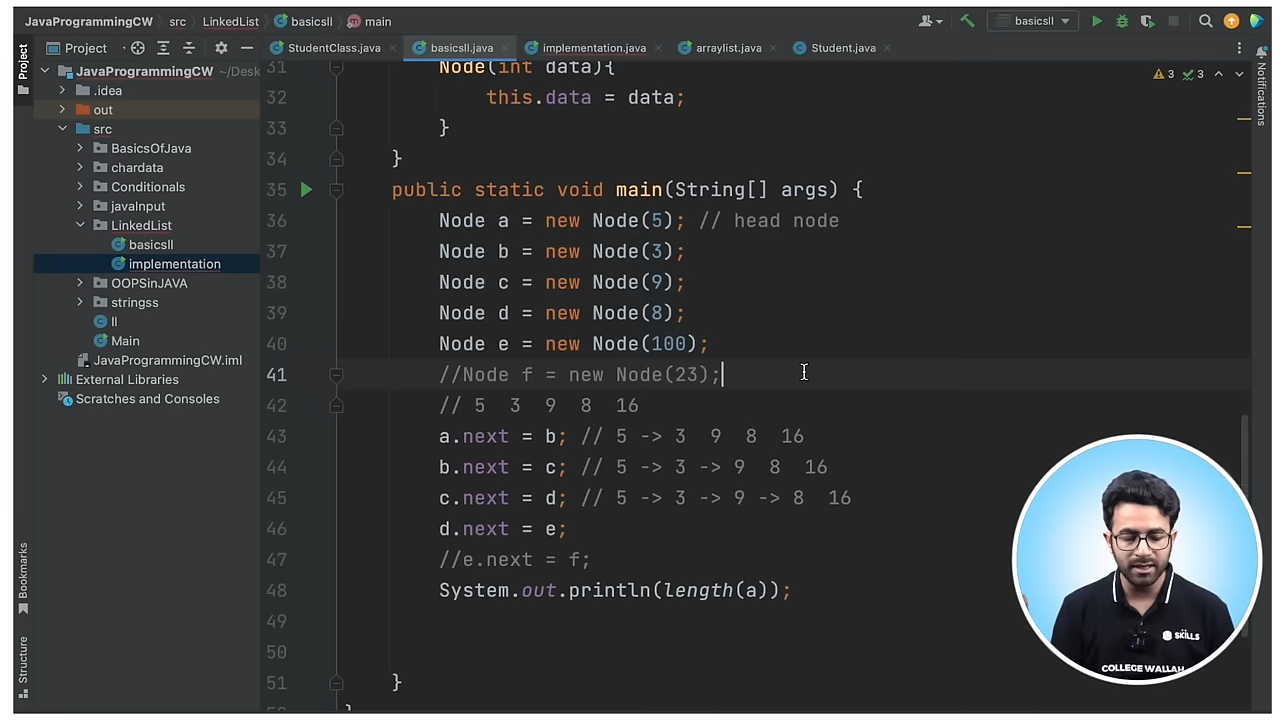 JavaProgrammingCW src LinkedList basicsll main basicsll
Project StudentClass.java basicsll.java implementation.java arraylist.java Student.java
Project
Notifications
JavaProgrammingCW ~/Desk
.idea
out
src
BasicsOfJava
chardata
Conditionals
javaInput
LinkedList
basicsll
implementation
OOPSinJAVA
stringss
ll
Main
JavaProgrammingCW.iml
External Libraries
Scratches and Consoles
Bookmarks
Structure
3 3
31 Node(int data){
32 this.data = data;
33 }
34 }
35 public static void main(String[] args) {
36 Node a = new Node(5); // head node
37 Node b = new Node(3);
38 Node c = new Node(9);
39 Node d = new Node(8);
40 Node e = new Node(100);
41 //Node f = new Node(23);
42 // 5 3 9 8 16
43 a.next = b; // 5 -> 3 9 8 16
44 b.next = c; // 5 -> 3 -> 9 8 16
45 c.next = d; // 5 -> 3 -> 9 -> 8 16
46 d.next = e;
47 //e.next = f;
48 System.out.println(length(a));
49
50
51 }
}
SKILLS
COLLEGE WALLAH